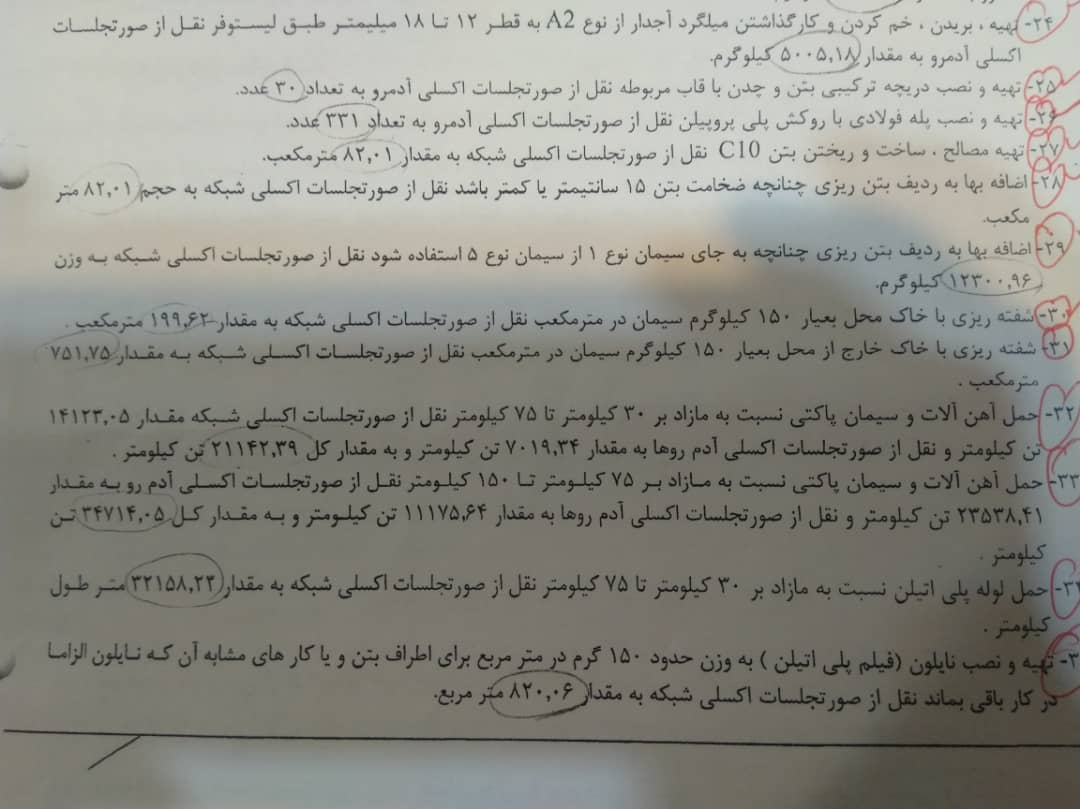 ۲۴- تهیه ، بریدن ، خم کردن و کارگذاشتن میلگرد آجدار از نوع A2 به قطر ۱۲ تا ۱۸ میلیمتر طبق لیستوفر نقل از صورتجلسات
اکسلی آدمرو به مقدار ۵۰۰۵,۱۸ کیلوگرم.
۲۵- تهیه و نصب دریچه ترکیبی بتن و چدن با قاب مربوطه نقل از صورتجلسات اکسلی آدمرو به تعداد ۳۰ عدد.
۲۶- تهیه و نصب پله فولادی با روکش پلی پروپیلن نقل از صورتجلسات اکسلی آدمرو به تعداد ۳۳۱ عدد.
۲۷- تهیه مصالح ، ساخت و ریختن بتن C10 نقل از صورتجلسات اکسلی شبکه به مقدار ۸۲,۰۱ مترمکعب.
۲۸- اضافه بها به ردیف بتن ریزی چنانچه ضخامت بتن ۱۵ سانتیمتر یا کمتر باشد نقل از صورتجلسات اکسلی شبکه به حجم ۸۲,۰۱ متر
مکعب.
۲۹- اضافه بها به ردیف بتن ریزی چنانچه به جای سیمان نوع ۱ از سیمان نوع ۵ استفاده شود نقل از صورتجلسات اکسلی شبکه به وزن
۱۲۳۰۰,۹۶ کیلوگرم.
۳۰- شفته ریزی با خاک محل بعیار ۱۵۰ کیلوگرم سیمان در مترمکعب نقل از صورتجلسات اکسلی شبکه به مقدار ۱۹۹,۶۲ مترمکعب .
۳۱- شفته ریزی با خاک خارج از محل بعیار ۱۵۰ کیلوگرم سیمان در مترمکعب نقل از صورتجلسات اکسلی شبکه به مقدار ۷۵۱,۷۵
مترمکعب .
۳۲- حمل آهن آلات و سیمان پاکتی نسبت به مازاد بر ۳۰ کیلومتر تا ۷۵ کیلومتر نقل از صورتجلسات اکسلی شبکه مقدار ۱۴۱۲۳,۰۵
تن کیلومتر و نقل از صورتجلسات اکسلی آدم روها به مقدار ۷۰۱۹,۳۴ تن کیلومتر و به مقدار کل ۲۱۱۴۲,۳۹ تن کیلومتر .
۳۳- حمل آهن آلات و سیمان پاکتی نسبت به مازاد بر ۷۵ کیلومتر تا ۱۵۰ کیلومتر نقل از صورتجلسات اکسلی آدم رو به مقدار
۲۳۵۳۸,۴۱ تن کیلومتر و نقل از صورتجلسات اکسلی آدم روها به مقدار ۱۱۱۷۵,۶۴ تن کیلومتر و به مقدار کل ۳۴۷۱۴,۰۵ تن
کیلومتر .
حمل لوله پلی اتیلن نسبت به مازاد بر ۳۰ کیلومتر تا ۷۵ کیلومتر نقل از صورتجلسات اکسلی شبکه به مقدار ۳۲۱۵۸,۲۴ متر طول
کیلومتر .
تهیه و نصب نایلون (فیلم پلی اتیلن ) به وزن حدود ۱۵۰ گرم در متر مربع برای اطراف بتن و یا کار های مشابه آن که نایلون الزاما
در کار باقی بماند نقل از صورتجلسات اکسلی شبکه به مقدار ۸۲۰,۰۶ متر مربع.